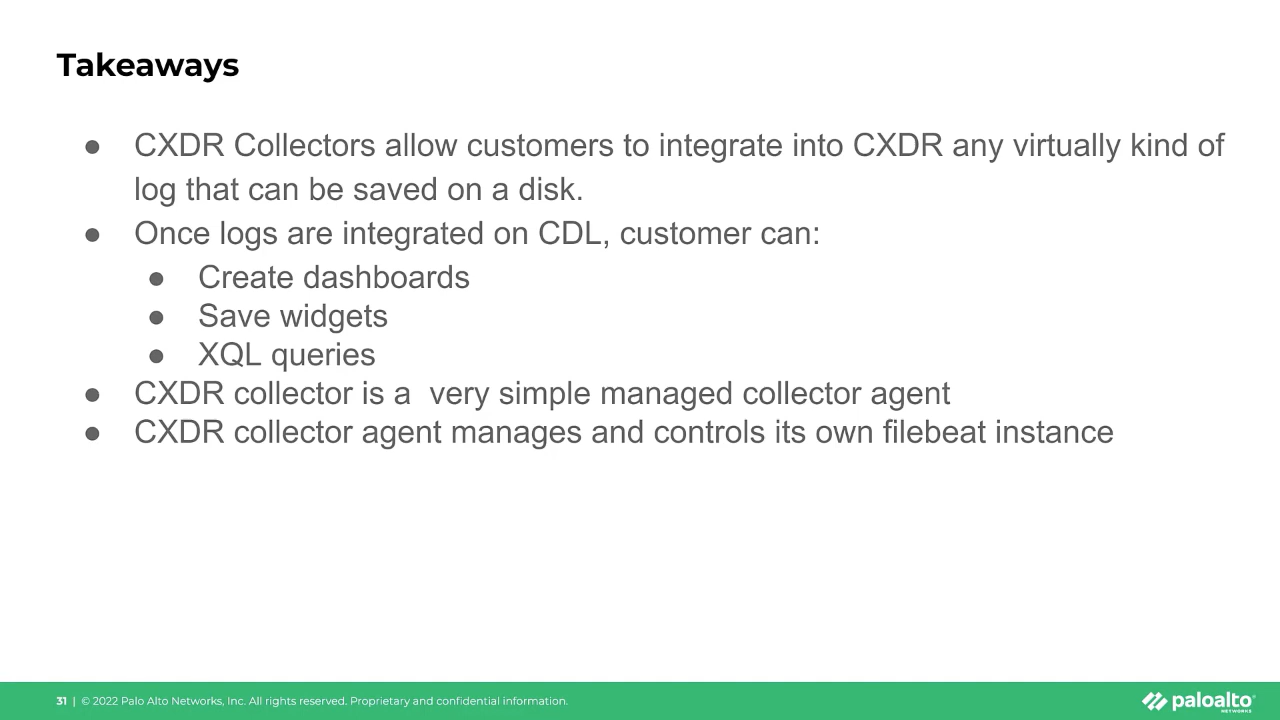 Takeaways
● CXDR Collectors allow customers to integrate into CXDR any virtually kind of
log that can be saved on a disk.
● Once logs are integrated on CDL, customer can:
● Create dashboards
● Save widgets
● XQL queries
● CXDR collector is a  very simple managed collector agent
● CXDR collector agent manages and controls its own filebeat instance
31 | © 2022 Palo Alto Networks, Inc. All rights reserved. Proprietary and confidential information.
paloalto
NETWORKS